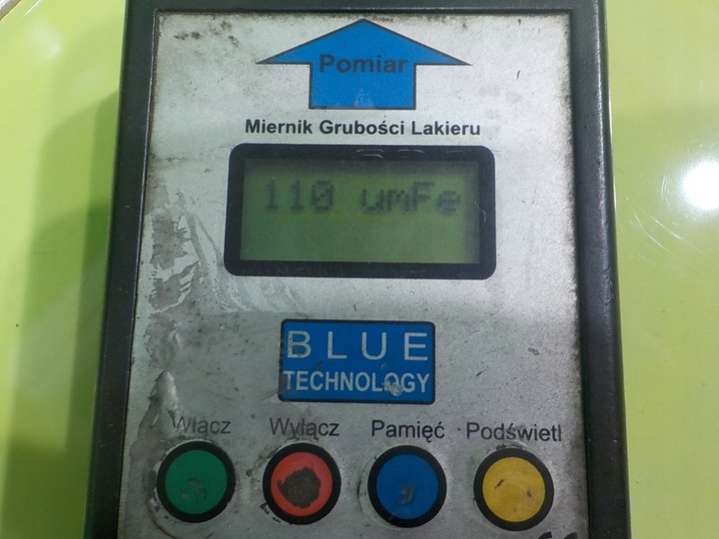 Pomiar
Miernik Grubości Lakieru
110 umFe
BLUE
TECHNOLOGY
Włącz Wyłącz Pamięć Podświetl